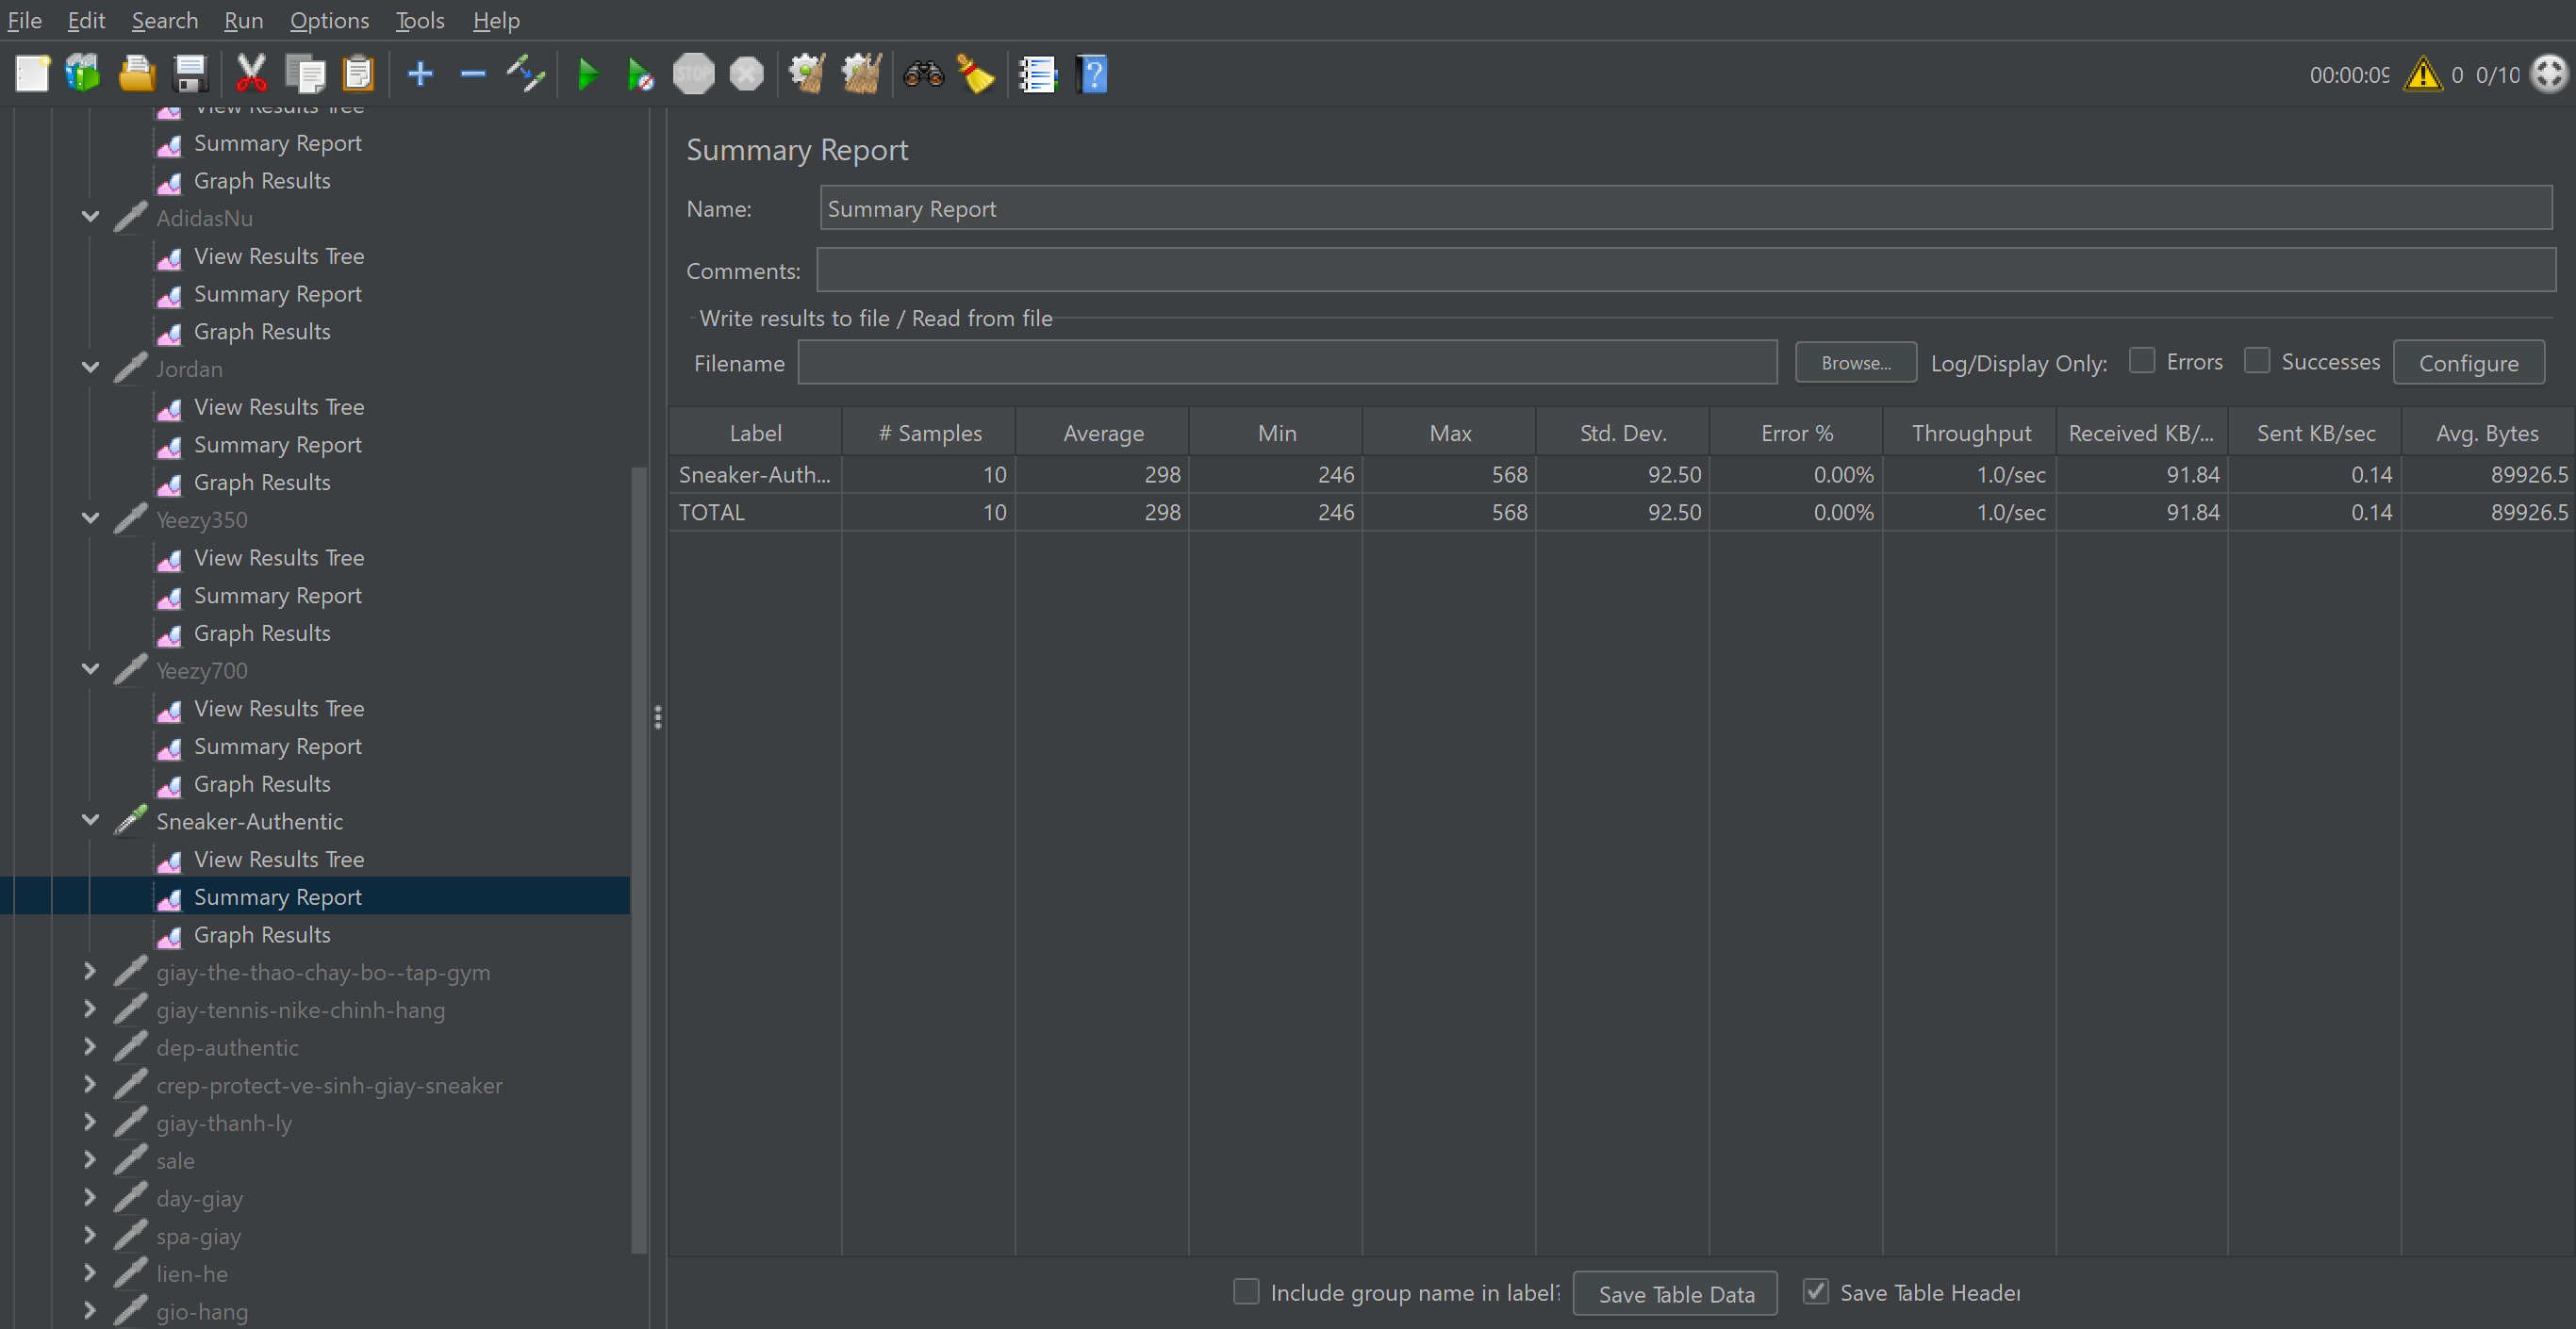 File Edit Search Run Options Tools Help
00:00:09 0 0/10
View Results Tree
Summary Report
Graph Results
AdidasNu
View Results Tree
Summary Report
Graph Results
Jordan
View Results Tree
Summary Report
Graph Results
Yeezy350
View Results Tree
Summary Report
Graph Results
Yeezy700
View Results Tree
Summary Report
Graph Results
Sneaker-Authentic
View Results Tree
Summary Report
Graph Results
giay-the-thao-chay-bo--tap-gym
giay-tennis-nike-chinh-hang
dep-authentic
crep-protect-ve-sinh-giay-sneaker
giay-thanh-ly
sale
day-giay
spa-giay
lien-he
gio-hang
Summary Report
Name: Summary Report
Comments:
Write results to file / Read from file
Filename Browse... Log/Display Only: Errors Successes Configure
Label # Samples Average Min Max Std. Dev. Error % Throughput Received KB/... Sent KB/sec Avg. Bytes
Sneaker-Auth... 10 298 246 568 92.50 0.00% 1.0/sec 91.84 0.14 89926.5
TOTAL 10 298 246 568 92.50 0.00% 1.0/sec 91.84 0.14 89926.5
Include group name in label? Save Table Data Save Table Header